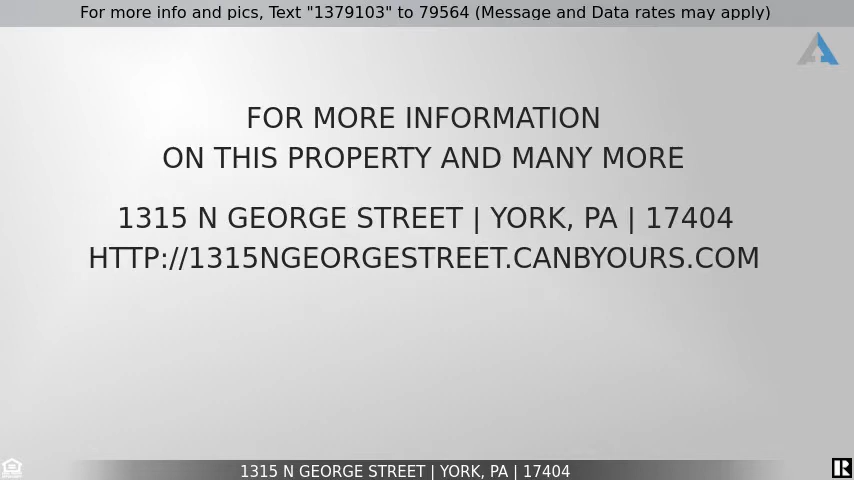 For more info and pics, Text "1379103" to 79564 (Message and Data rates may apply)
FOR MORE INFORMATION
ON THIS PROPERTY AND MANY MORE
1315 N GEORGE STREET | YORK, PA | 17404
HTTP://1315NGEORGESTREET.CANBYOURS.COM
1315 N GEORGE STREET | YORK, PA | 17404